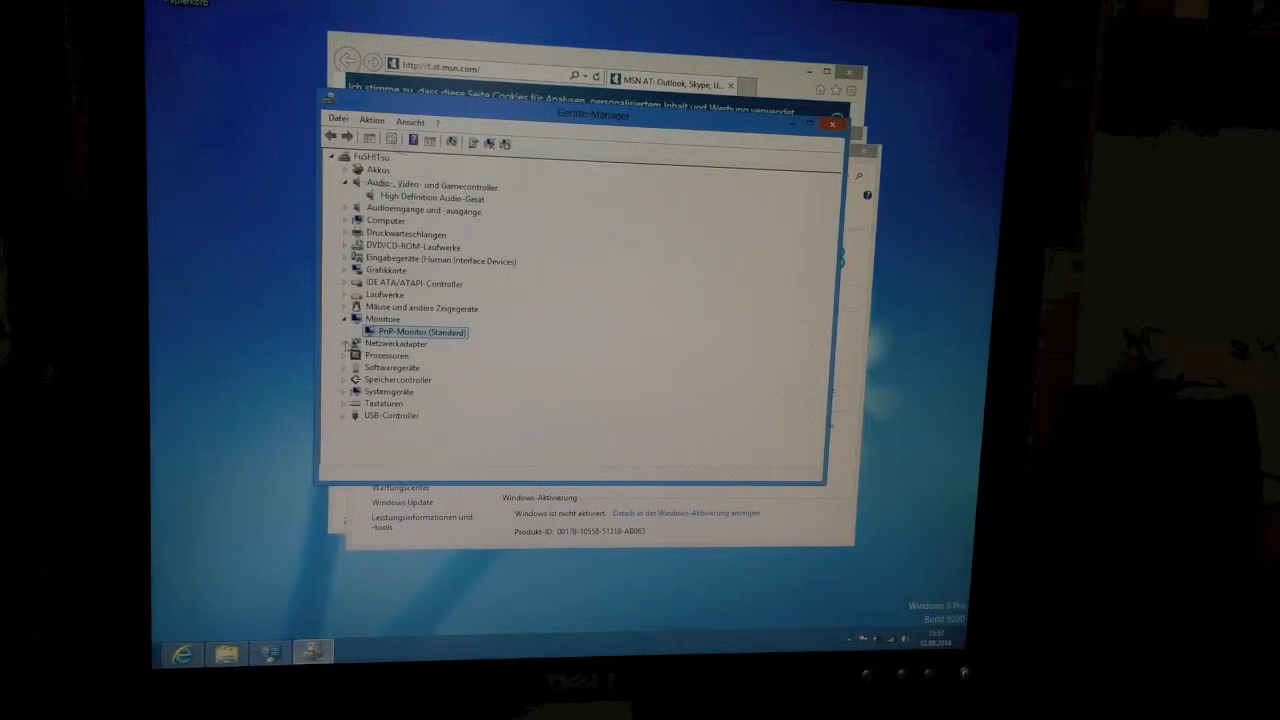 Papierkorb
http://t.at.msn.com/
MSN AT: Outlook, Skype, U...
Ich stimme zu, dass diese Seite Cookies für Analysen, personalisierten Inhalt und Werbung verwendet
Geräte-Manager
Datei Aktion Ansicht ?
FuSHITsu
Akkus
Audio-, Video- und Gamecontroller
High Definition Audio-Gerät
Audioeingänge und -ausgänge
Computer
Druckwarteschlangen
DVD/CD-ROM-Laufwerke
Eingabegeräte (Human Interface Devices)
Grafikkarte
IDE ATA/ATAPI-Controller
Laufwerke
Mäuse und andere Zeigegeräte
Monitore
PnP-Monitor (Standard)
Netzwerkadapter
Prozessoren
Softwaregeräte
Speichercontroller
Systemgeräte
Tastaturen
USB-Controller
Wartungscenter
Windows Update
Leistungsinformationen und
-tools
Windows-Aktivierung
Windows ist nicht aktiviert. Details in der Windows-Aktivierung anzeigen
Produkt-ID: 00178-10558-51318-AB063
Windows 8 Pro
Build 9200
15:57
12.08.2014
DELL